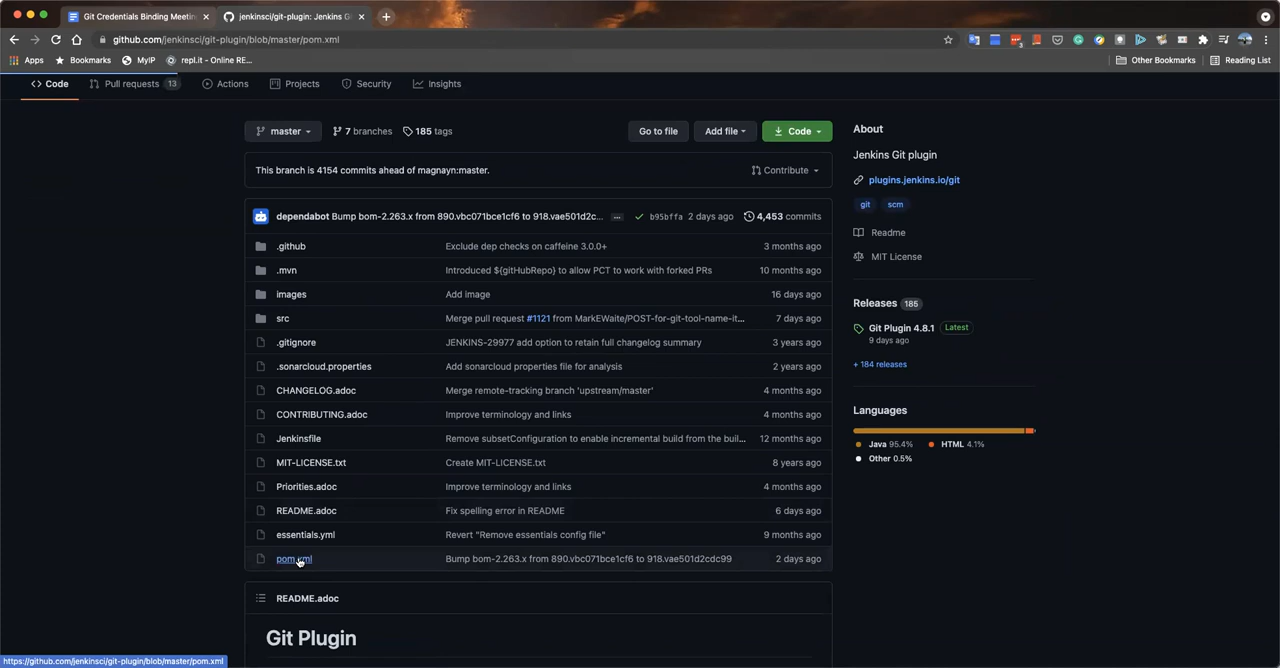 Git Credentials Binding Meetin
jenkinsci/git-plugin: Jenkins G
github.com/jenkinsci/git-plugin/blob/master/pom.xml
Apps Bookmarks MyIP repl.it - Online RE... Other Bookmarks Reading List
Code Pull requests 13 Actions Projects Security Insights
master 7 branches 185 tags Go to file Add file Code
This branch is 4154 commits ahead of magnayn:master. Contribute
dependabot Bump bom-2.263.x from 890.vbc071bce1cf6 to 918.vae501d2c... ... b95bffa 2 days ago 4,453 commits
.github Exclude dep checks on caffeine 3.0.0+ 3 months ago
.mvn Introduced ${gitHubRepo} to allow PCT to work with forked PRs 10 months ago
images Add image 16 days ago
src Merge pull request #1121 from MarkEWaite/POST-for-git-tool-name-it... 7 days ago
.gitignore JENKINS-29977 add option to retain full changelog summary 3 years ago
.sonarcloud.properties Add sonarcloud properties file for analysis 2 years ago
CHANGELOG.adoc Merge remote-tracking branch 'upstream/master' 4 months ago
CONTRIBUTING.adoc Improve terminology and links 4 months ago
Jenkinsfile Remove subsetConfiguration to enable incremental build from the buil... 12 months ago
MIT-LICENSE.txt Create MIT-LICENSE.txt 8 years ago
Priorities.adoc Improve terminology and links 4 months ago
README.adoc Fix spelling error in README 6 days ago
essentials.yml Revert "Remove essentials config file" 9 months ago
pom.xml Bump bom-2.263.x from 890.vbc071bce1cf6 to 918.vae501d2cdc99 2 days ago
README.adoc
Git Plugin
About
Jenkins Git plugin
plugins.jenkins.io/git
git scm
Readme
MIT License
Releases 185
Git Plugin 4.8.1 Latest
9 days ago
+ 184 releases
Languages
Java 95.4% HTML 4.1%
Other 0.5%
https://github.com/jenkinsci/git-plugin/blob/master/pom.xml